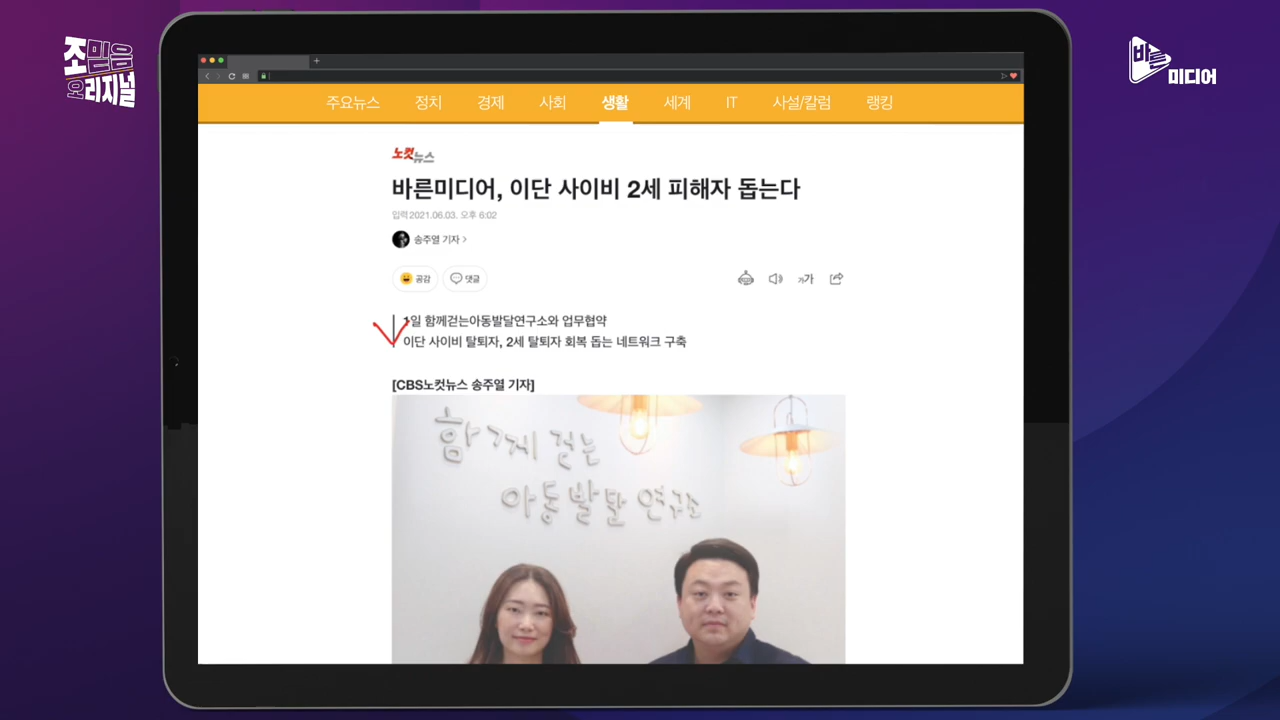 조믿음
오리지널
바른
미디어
주요뉴스 정치 경제 사회 생활 세계 IT 사설/칼럼 랭킹
노컷뉴스
바른미디어, 이단 사이비 2세 피해자 돕는다
입력 2021.06.03. 오후 6:02
송주열 기자 >
공감 댓글
가가
1일 함께걷는아동발달연구소와 업무협약
이단 사이비 탈퇴자, 2세 탈퇴자 회복 돕는 네트워크 구축
[CBS노컷뉴스 송주열 기자]
함께 걷는
아동발달 연구소